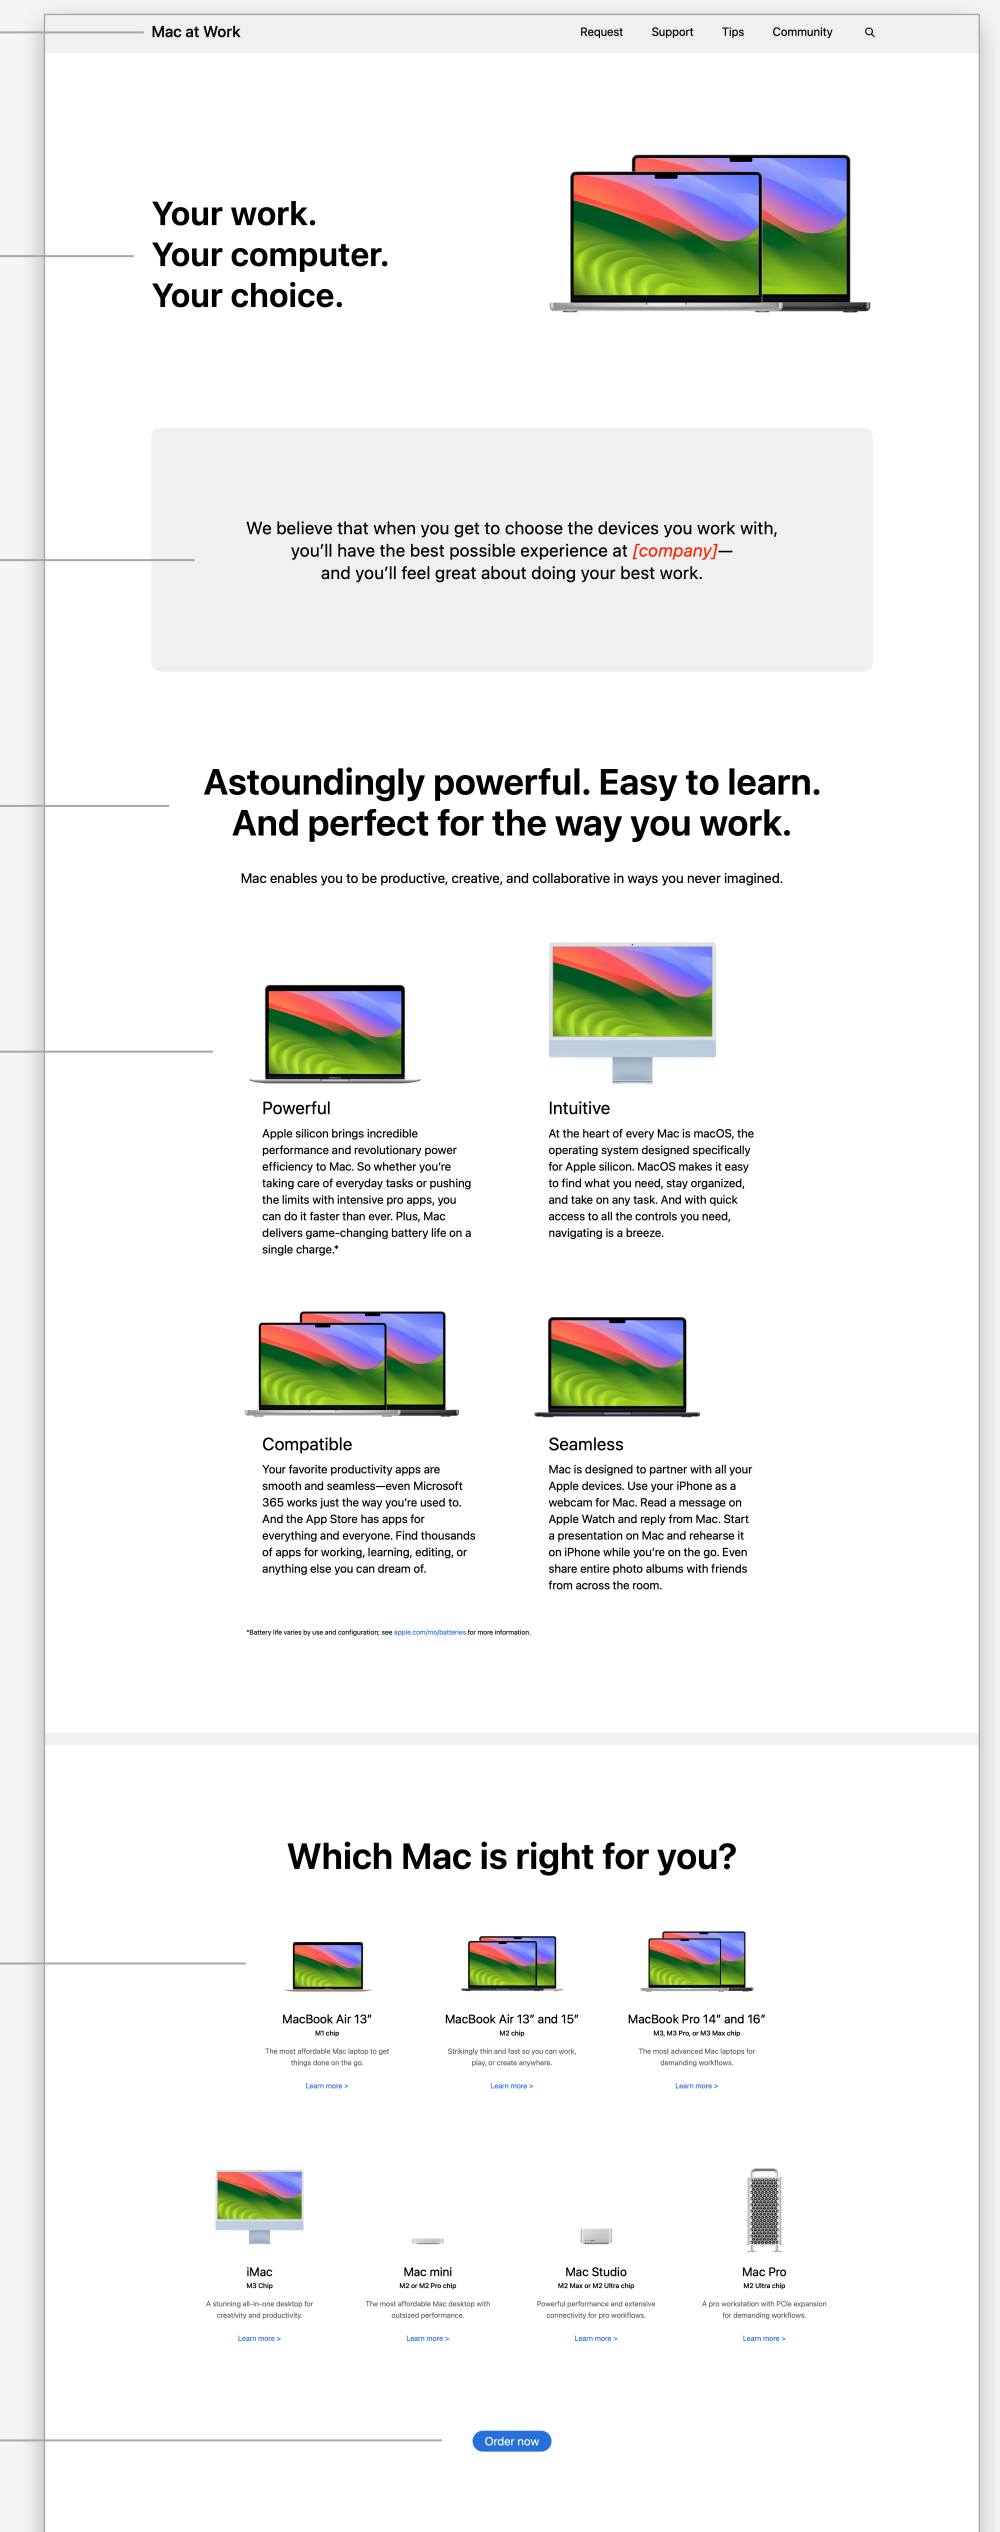 Mac at Work
Request Support Tips Community
Your work.
Your computer.
Your choice.
We believe that when you get to choose the devices you work with,
you’ll have the best possible experience at [company]—
and you’ll feel great about doing your best work.
Astoundingly powerful. Easy to learn.
And perfect for the way you work.
Mac enables you to be productive, creative, and collaborative in ways you never imagined.
Powerful
Apple silicon brings incredible
performance and revolutionary power
efficiency to Mac. So whether you’re
taking care of everyday tasks or pushing
the limits with intensive pro apps, you
can do it faster than ever. Plus, Mac
delivers game-changing battery life on a
single charge.*
Intuitive
At the heart of every Mac is macOS, the
operating system designed specifically
for Apple silicon. MacOS makes it easy
to find what you need, stay organized,
and take on any task. And with quick
access to all the controls you need,
navigating is a breeze.
Compatible
Your favorite productivity apps are
smooth and seamless—even Microsoft
365 works just the way you’re used to.
And the App Store has apps for
everything and everyone. Find thousands
of apps for working, learning, editing, or
anything else you can dream of.
Seamless
Mac is designed to partner with all your
Apple devices. Use your iPhone as a
webcam for Mac. Read a message on
Apple Watch and reply from Mac. Start
a presentation on Mac and rehearse it
on iPhone while you’re on the go. Even
share entire photo albums with friends
from across the room.
*Battery life varies by use and configuration; see apple.com/mo/batteries for more information.
Which Mac is right for you?
MacBook Air 13”
M1 chip
The most affordable Mac laptop to get
things done on the go.
Learn more >
MacBook Air 13” and 15”
M2 chip
Strikingly thin and fast so you can work,
play, or create anywhere.
Learn more >
MacBook Pro 14” and 16”
M3, M3 Pro, or M3 Max chip
The most advanced Mac laptops for
demanding workflows.
Learn more >
iMac
M3 Chip
A stunning all-in-one desktop for
creativity and productivity.
Learn more >
Mac mini
M2 or M2 Pro chip
The most affordable Mac desktop with
outsized performance.
Learn more >
Mac Studio
M2 Max or M2 Ultra chip
Powerful performance and extensive
connectivity for pro workflows.
Learn more >
Mac Pro
M2 Ultra chip
A pro workstation with PCIe expansion
for demanding workflows.
Learn more >
Order now